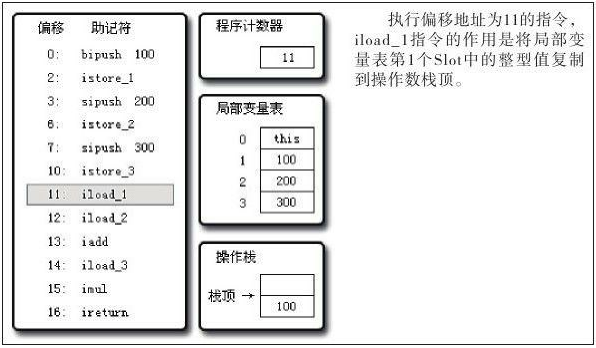 偏移 助记符
0: bipush 100
2: istore_1
3: sipush 200
6: istore_2
7: sipush 300
10: istore_3
11: iload_1
12: iload_2
13: iadd
14: iload_3
15: imul
16: ireturn
程序计数器
11
局部变量表
0 this
1 100
2 200
3 300
操作栈
栈顶 →
100
执行偏移地址为11的指令,
iload_1指令的作用是将局部变
量表第1个Slot中的整型值复制
到操作数栈顶。